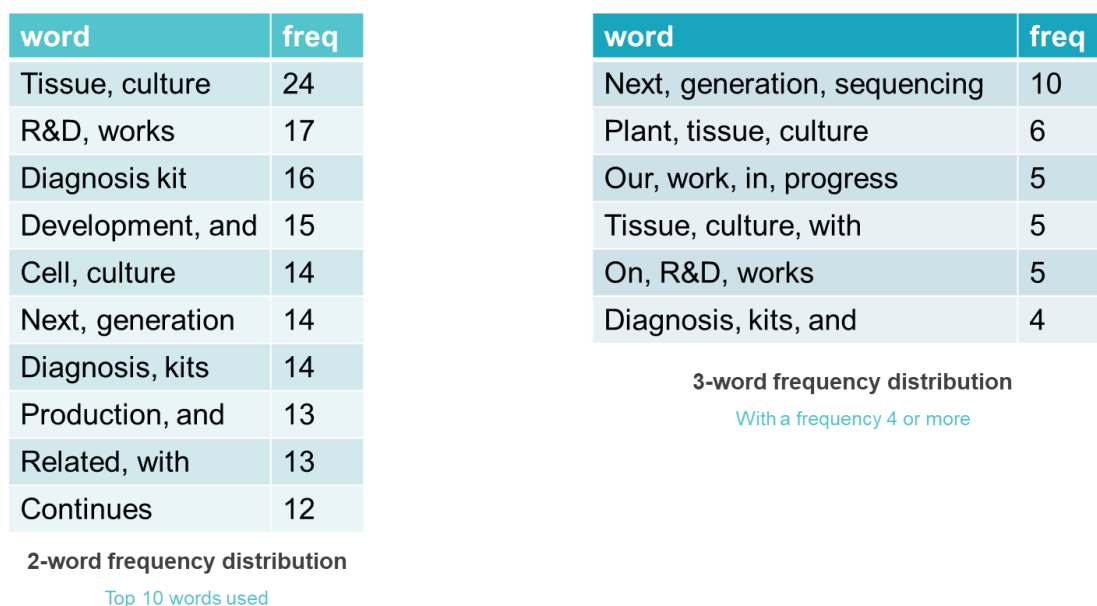 word freq
Tissue, culture 24
R&D, works 17
Diagnosis kit 16
Development, and 15
Cell, culture 14
Next, generation 14
Diagnosis, kits 14
Production, and 13
Related, with 13
Continues 12
2-word frequency distribution
Top 10 words used
word freq
Next, generation, sequencing 10
Plant, tissue, culture 6
Our, work, in, progress 5
Tissue, culture, with 5
On, R&D, works 5
Diagnosis, kits, and 4
3-word frequency distribution
With a frequency 4 or more